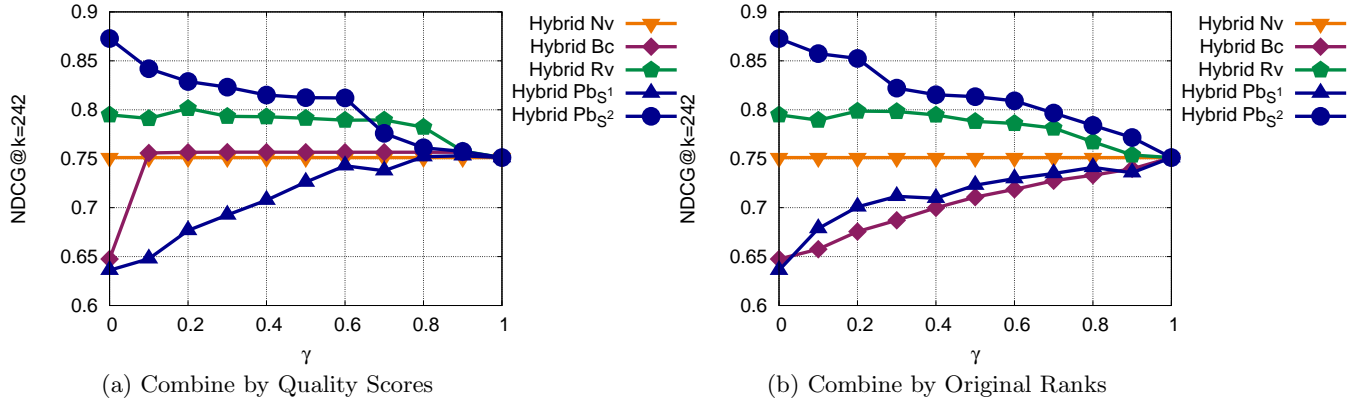 NDCG@k=242
0.9
0.85
0.8
0.75
0.7
0.65
0.6
0 0.2 0.4 0.6 0.8 1
γ
Hybrid Nv
Hybrid Bc
Hybrid Rv
Hybrid PbS1
Hybrid PbS2
(a) Combine by Quality Scores
NDCG@k=242
0.9
0.85
0.8
0.75
0.7
0.65
0.6
0 0.2 0.4 0.6 0.8 1
γ
Hybrid Nv
Hybrid Bc
Hybrid Rv
Hybrid PbS1
Hybrid PbS2
(b) Combine by Original Ranks